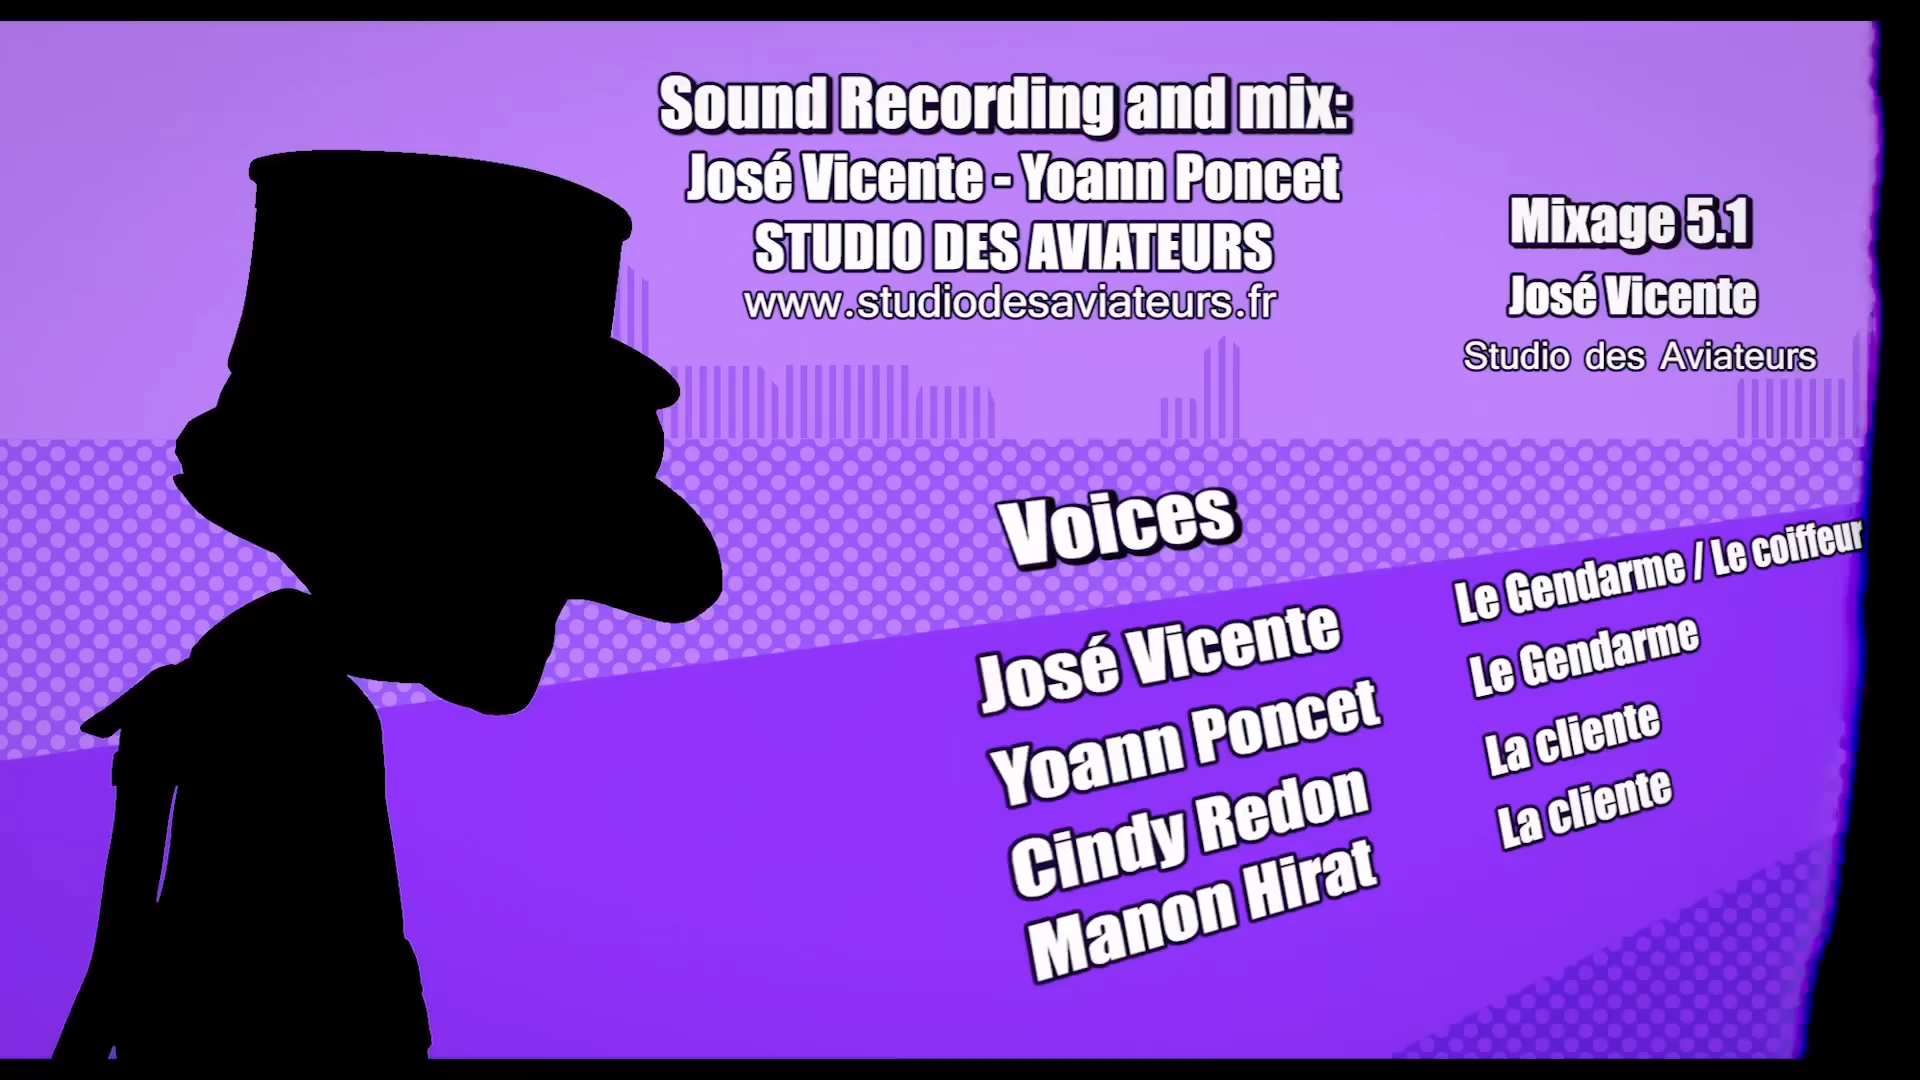 Sound Recording and mix:
José Vicente - Yoann Poncet
STUDIO DES AVIATEURS
www.studiodesaviateurs.fr
Mixage 5.1
José Vicente
Studio des Aviateurs
Voices
José Vicente
Le Gendarme / Le coiffeur
Yoann Poncet
Le Gendarme
Cindy Redon
La cliente
Manon Hirat
La cliente